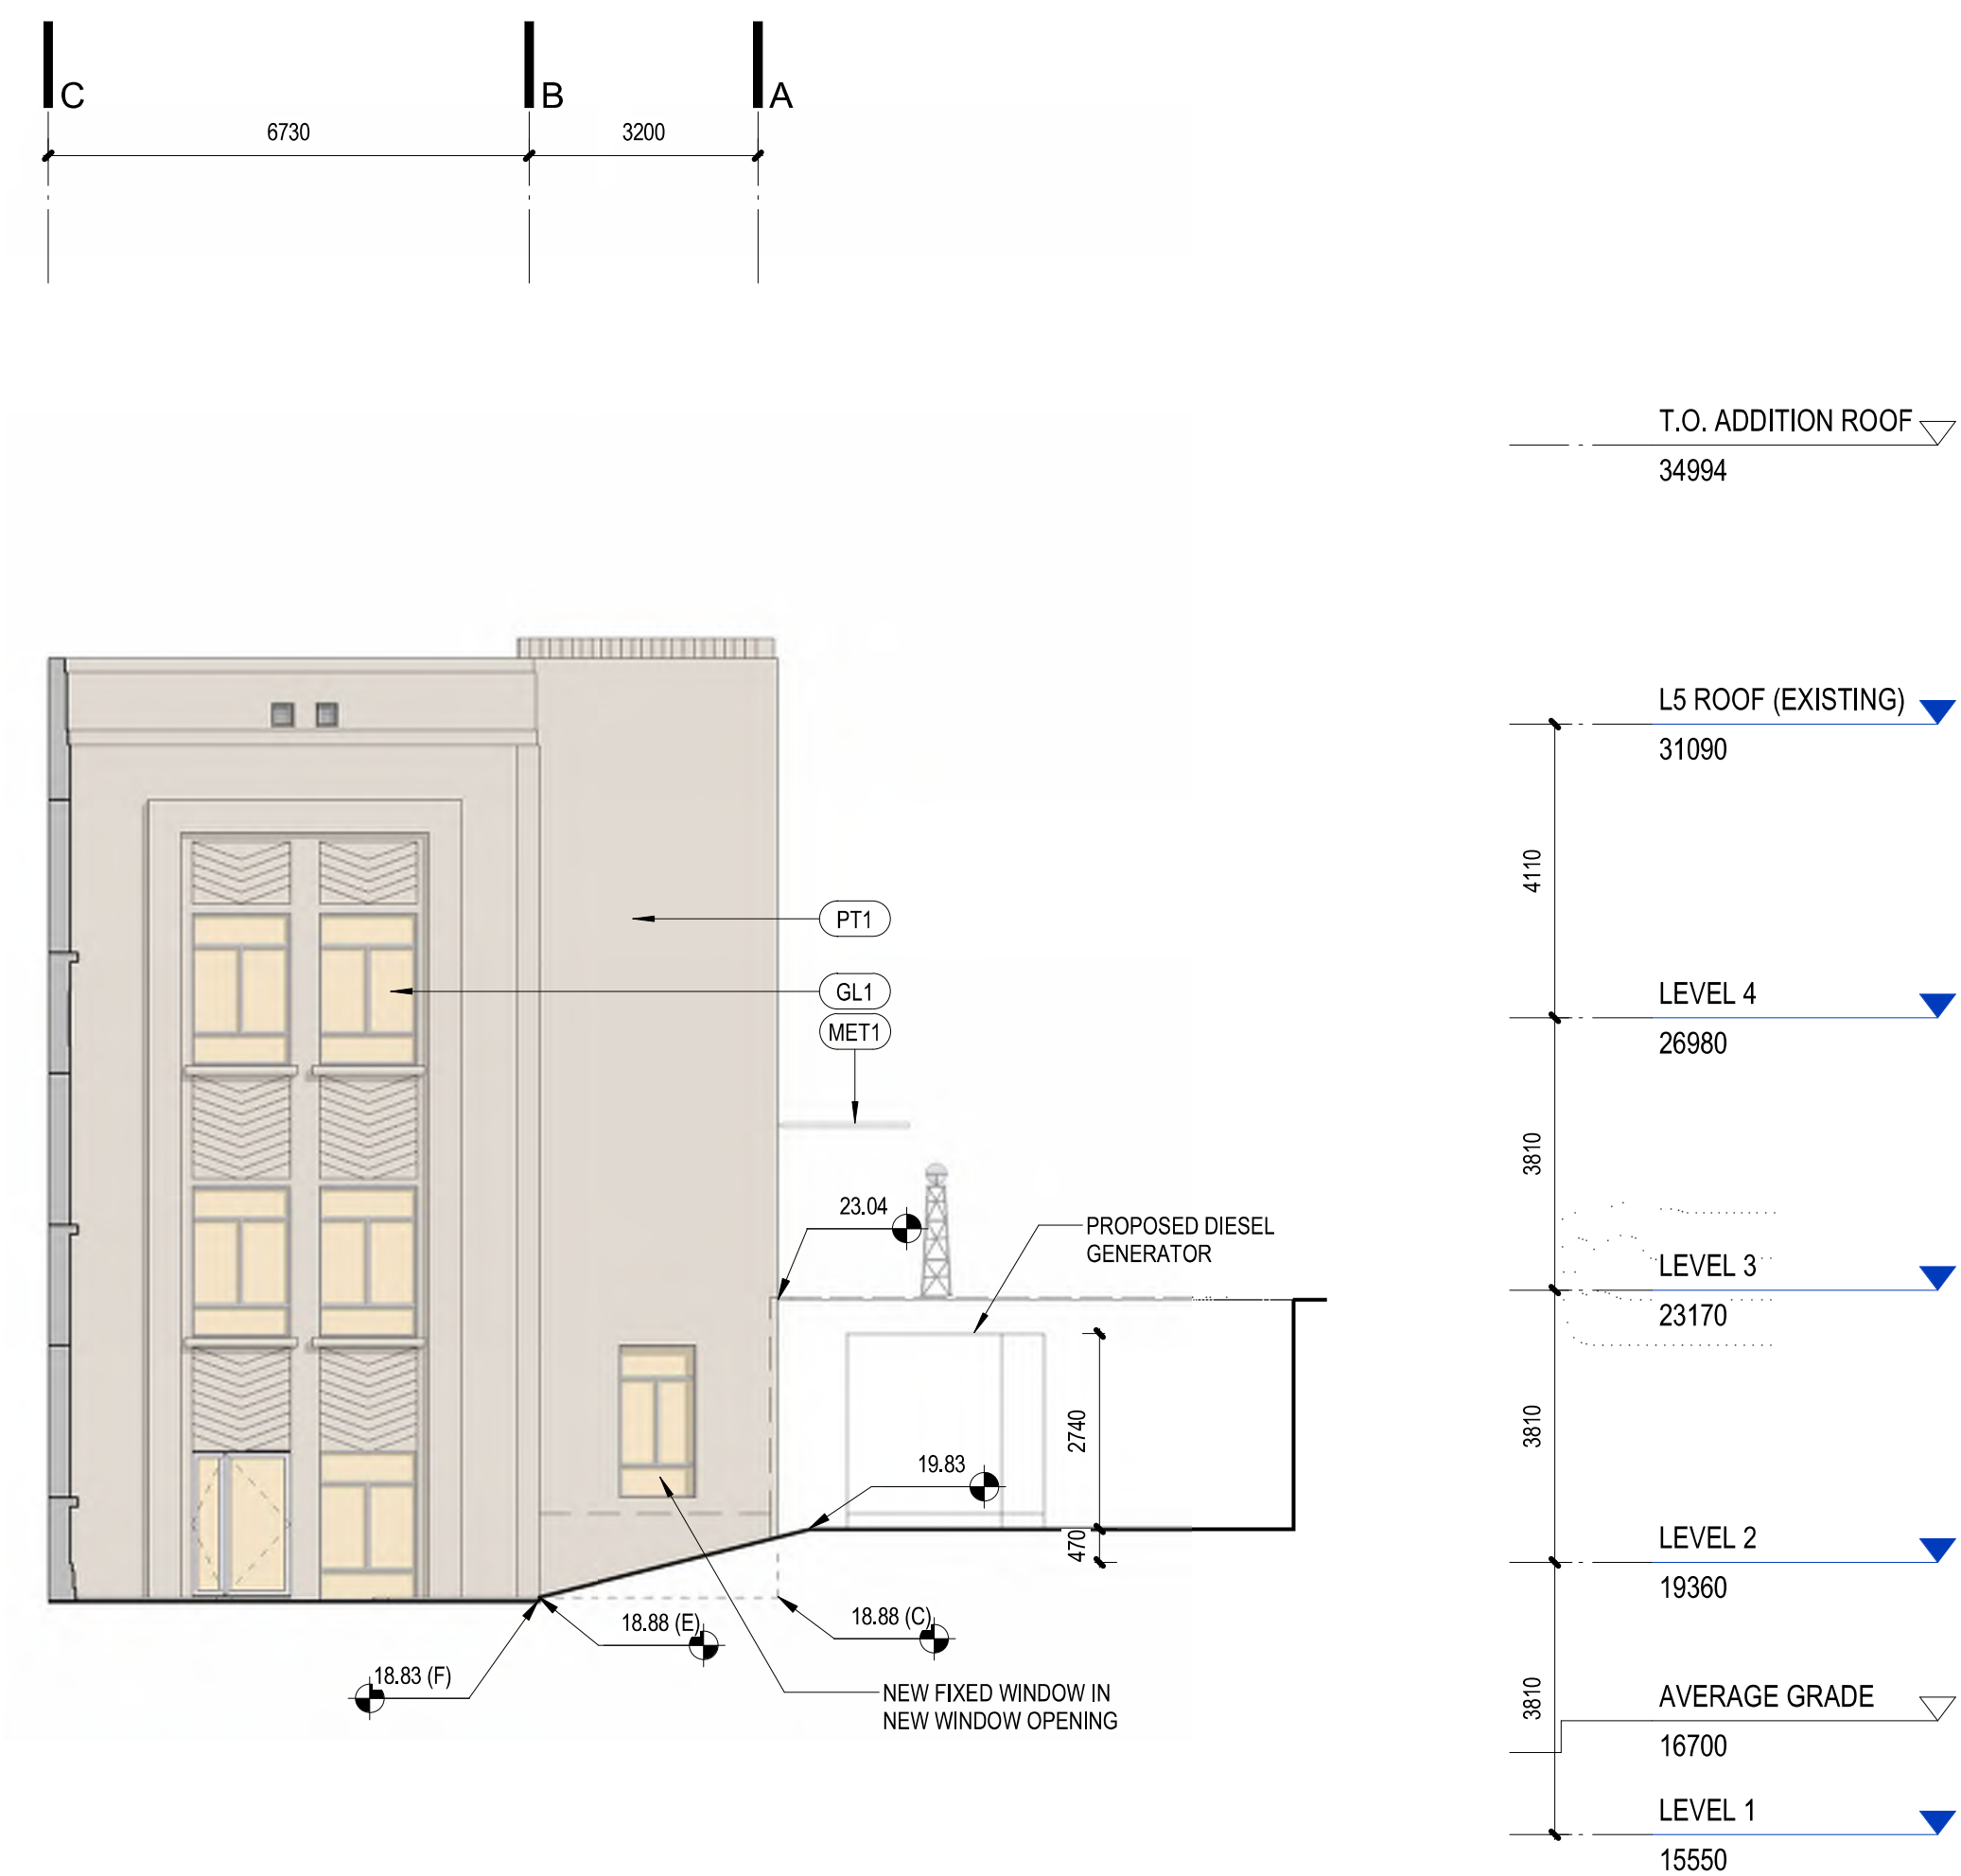 C
B
A
6730
3200
T.O. ADDITION ROOF
34994
L5 ROOF (EXISTING)
31090
4110
PT1
GL1
LEVEL 4
26980
MET1
3810
23.04
PROPOSED DIESEL
GENERATOR
LEVEL 3
23170
2740
3810
19.83
470
LEVEL 2
19360
18.88 (E)
18.88 (C)
18.83 (F)
NEW FIXED WINDOW IN
NEW WINDOW OPENING
3810
AVERAGE GRADE
16700
LEVEL 1
15550